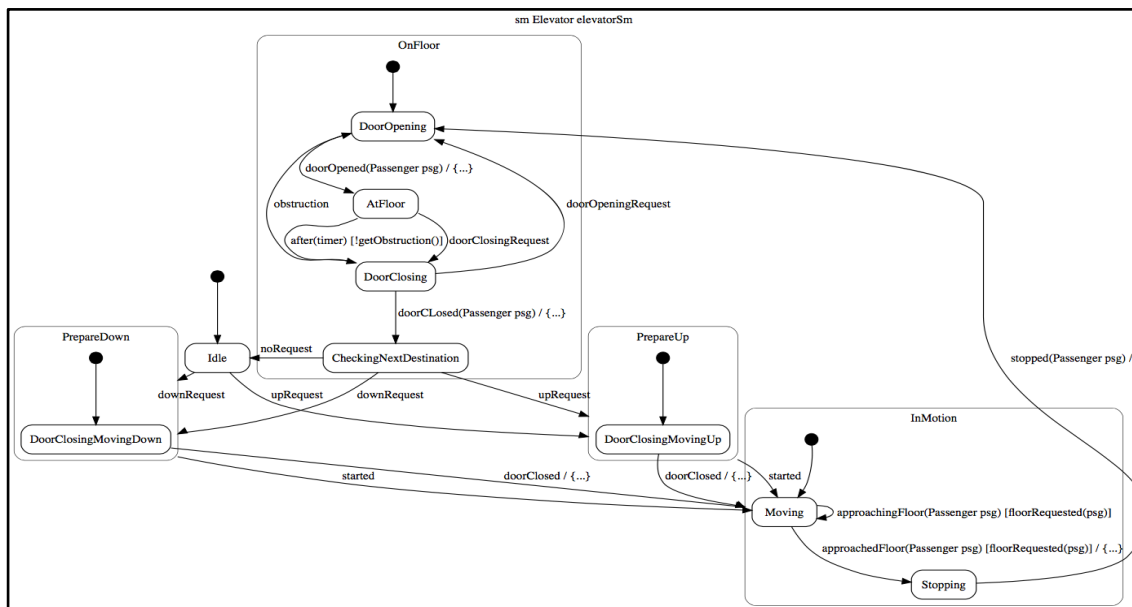 sm Elevator elevatorSm
OnFloor
DoorOpening
doorOpened(Passenger psg) / {...}
obstruction
AtFloor
doorOpeningRequest
after(timer) [!getObstruction()]
doorClosingRequest
DoorClosing
doorCLosed(Passenger psg) / {...}
PrepareDown
PrepareUp
Idle
noRequest
CheckingNextDestination
stopped(Passenger psg) /
downRequest
upRequest
downRequest
upRequest
InMotion
DoorClosingMovingDown
DoorClosingMovingUp
started
doorClosed / {...}
doorClosed / {...}
started
Moving
approachingFloor(Passenger psg) [floorRequested(psg)]
approachedFloor(Passenger psg) [floorRequested(psg)] / {...}
Stopping